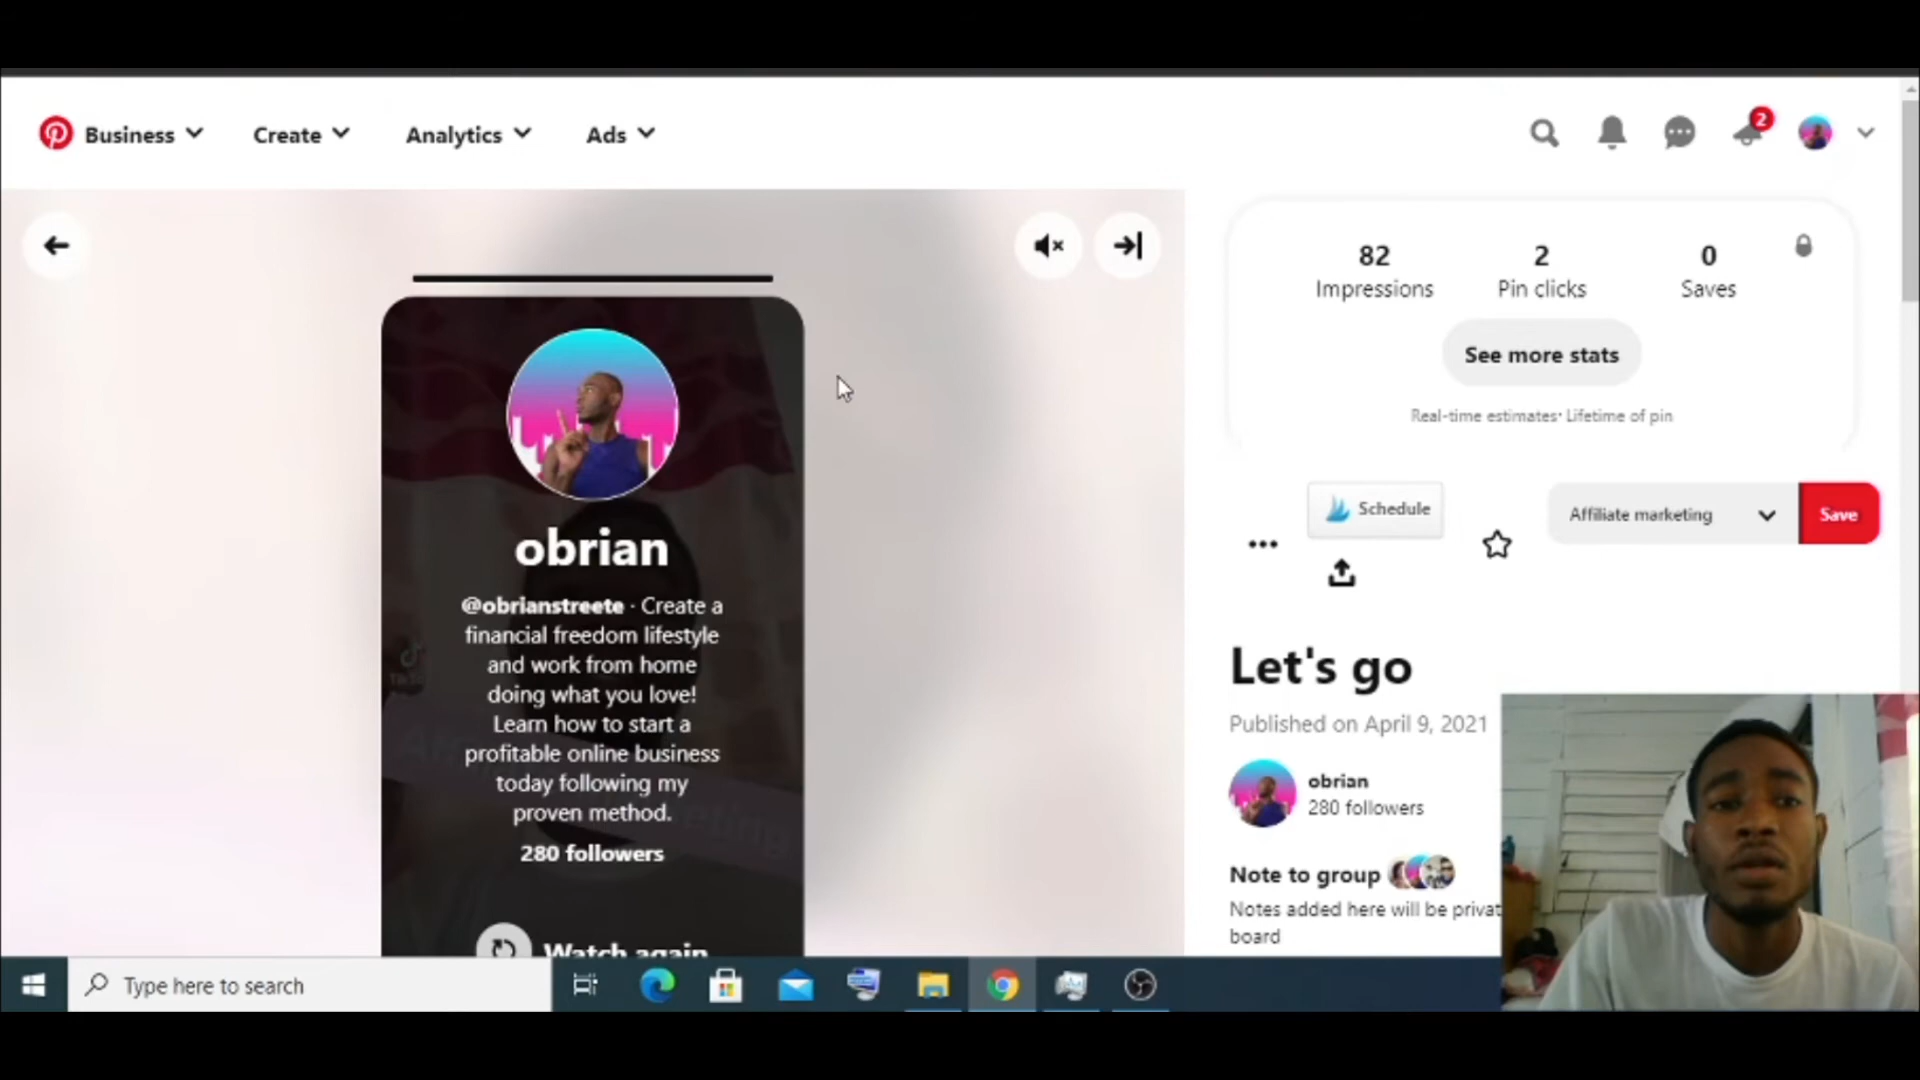 Business
Create
Analytics
Ads
2
82
Impressions
2
Pin clicks
0
Saves
See more stats
Real-time estimates· Lifetime of pin
Schedule
Affiliate marketing
Save
Let's go
Published on April 9, 2021
obrian
280 followers
Note to group
Notes added here will be privat
board
obrian
@obrianstreete · Create a
financial freedom lifestyle
and work from home
doing what you love!
Learn how to start a
profitable online business
today following my
proven method.
280 followers
Watch again
Type here to search